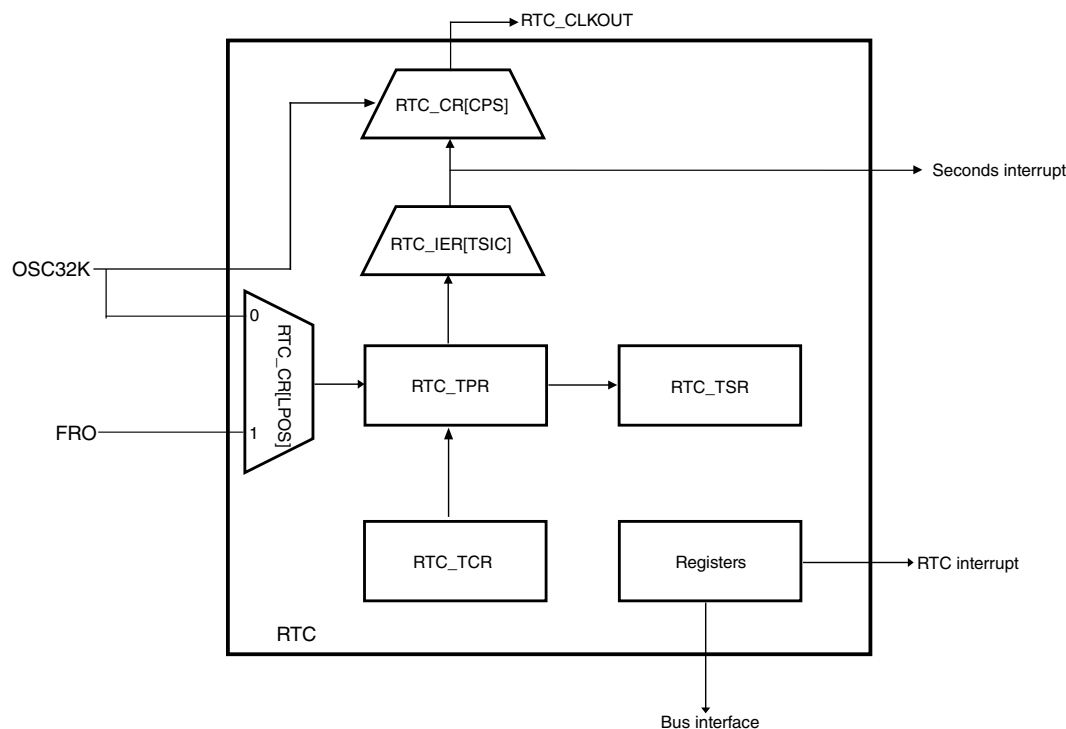 RTC_CLKOUT
RTC_CR[CPS]
Seconds interrupt
RTC_IER[TSIC]
OSC32K
0
RTC_CR[LPOS]
RTC_TPR
RTC_TSR
FRO
1
RTC_TCR
Registers
RTC interrupt
RTC
Bus interface